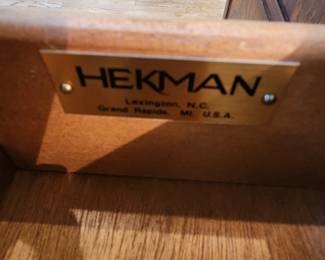 HEKMAN
Lexington, N.C.
Grand Rapids, MI. U.S.A.